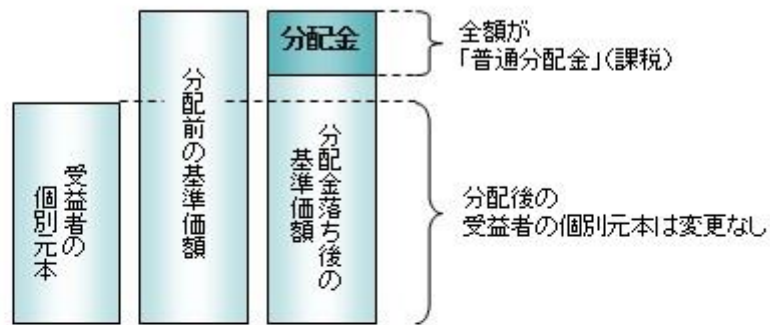 受益者の
個別元本
分配前の基準価額
分配金
分配金落ち後の
基準価額
全額が
「普通分配金」(課税)
分配後の
受益者の個別元本は変更なし